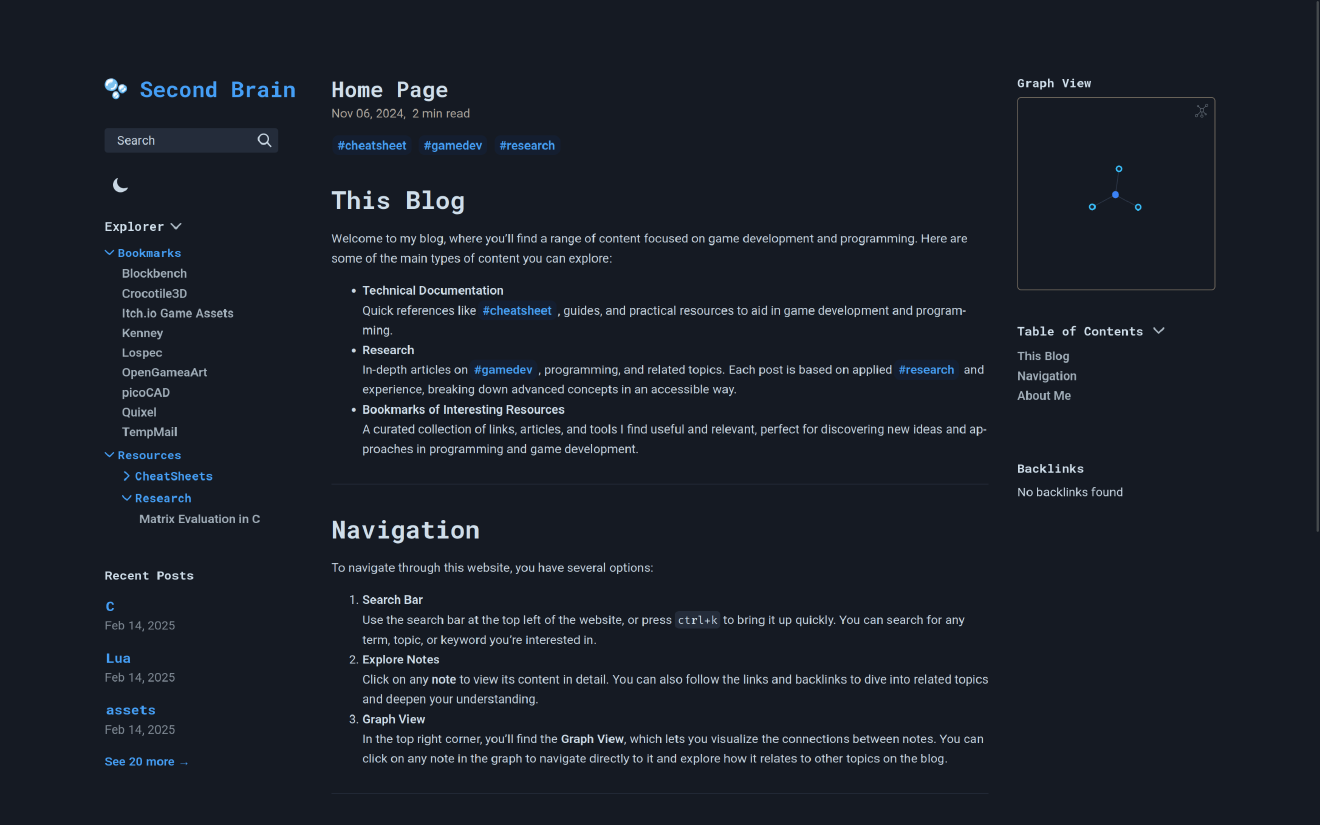 Second Brain
Search
Explorer
Bookmarks
Blockbench
Crocotile3D
Itch.io Game Assets
Kenney
Lospec
OpenGameaArt
picoCAD
Quixel
TempMail
Resources
CheatSheets
Research
Matrix Evaluation in C
Recent Posts
C
Feb 14, 2025
Lua
Feb 14, 2025
assets
Feb 14, 2025
See 20 more →
Home Page
Nov 06, 2024, 2 min read
#cheatsheet #gamedev #research
This Blog
Welcome to my blog, where you’ll find a range of content focused on game development and programming. Here are
some of the main types of content you can explore:
• Technical Documentation
Quick references like #cheatsheet , guides, and practical resources to aid in game development and program-
ming.
• Research
In-depth articles on #gamedev , programming, and related topics. Each post is based on applied #research and
experience, breaking down advanced concepts in an accessible way.
• Bookmarks of Interesting Resources
A curated collection of links, articles, and tools I find useful and relevant, perfect for discovering new ideas and ap-
proaches in programming and game development.
Navigation
To navigate through this website, you have several options:
1. Search Bar
Use the search bar at the top left of the website, or press ctrl+k to bring it up quickly. You can search for any
term, topic, or keyword you’re interested in.
2. Explore Notes
Click on any note to view its content in detail. You can also follow the links and backlinks to dive into related topics
and deepen your understanding.
3. Graph View
In the top right corner, you’ll find the Graph View, which lets you visualize the connections between notes. You can
click on any note in the graph to navigate directly to it and explore how it relates to other topics on the blog.
Graph View
Table of Contents
This Blog
Navigation
About Me
Backlinks
No backlinks found